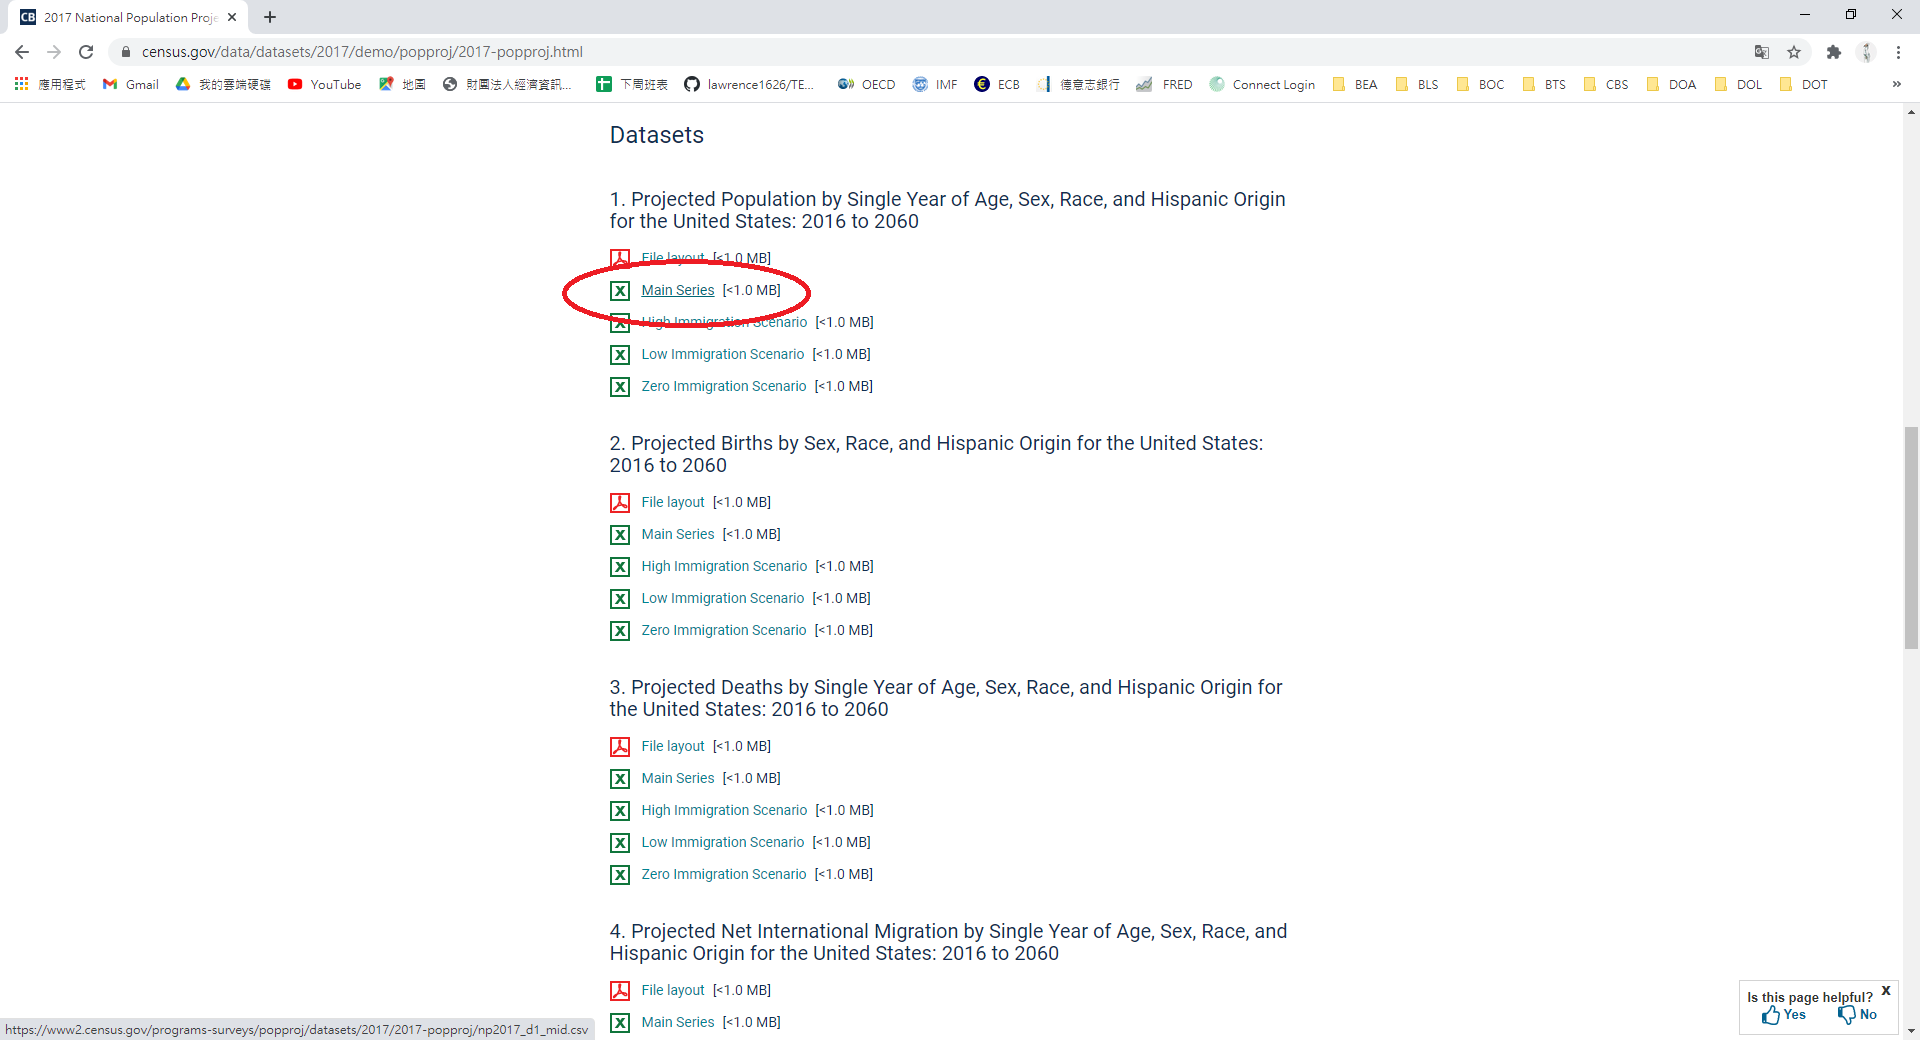 CB 2017 National Population Proj
census.gov/data/datasets/2017/demo/popproj/2017-popproj.html
應用程式 Gmail 我的雲端硬碟 YouTube 地圖 財團法人經濟資訊... 下周班表 lawrence1626/TE... OECD IMF ECB 德意志銀行 FRED Connect Login BEA BLS BOC BTS CBS DOA DOL DOT »
Datasets
1. Projected Population by Single Year of Age, Sex, Race, and Hispanic Origin
for the United States: 2016 to 2060
File layout [<1.0 MB]
Main Series [<1.0 MB]
High Immigration Scenario [<1.0 MB]
Low Immigration Scenario [<1.0 MB]
Zero Immigration Scenario [<1.0 MB]
2. Projected Births by Sex, Race, and Hispanic Origin for the United States:
2016 to 2060
File layout [<1.0 MB]
Main Series [<1.0 MB]
High Immigration Scenario [<1.0 MB]
Low Immigration Scenario [<1.0 MB]
Zero Immigration Scenario [<1.0 MB]
3. Projected Deaths by Single Year of Age, Sex, Race, and Hispanic Origin for
the United States: 2016 to 2060
File layout [<1.0 MB]
Main Series [<1.0 MB]
High Immigration Scenario [<1.0 MB]
Low Immigration Scenario [<1.0 MB]
Zero Immigration Scenario [<1.0 MB]
4. Projected Net International Migration by Single Year of Age, Sex, Race, and
Hispanic Origin for the United States: 2016 to 2060
File layout [<1.0 MB]
Main Series [<1.0 MB]
Is this page helpful? X
Yes No
https://www2.census.gov/programs-surveys/popproj/datasets/2017/2017-popproj/np2017_d1_mid.csv